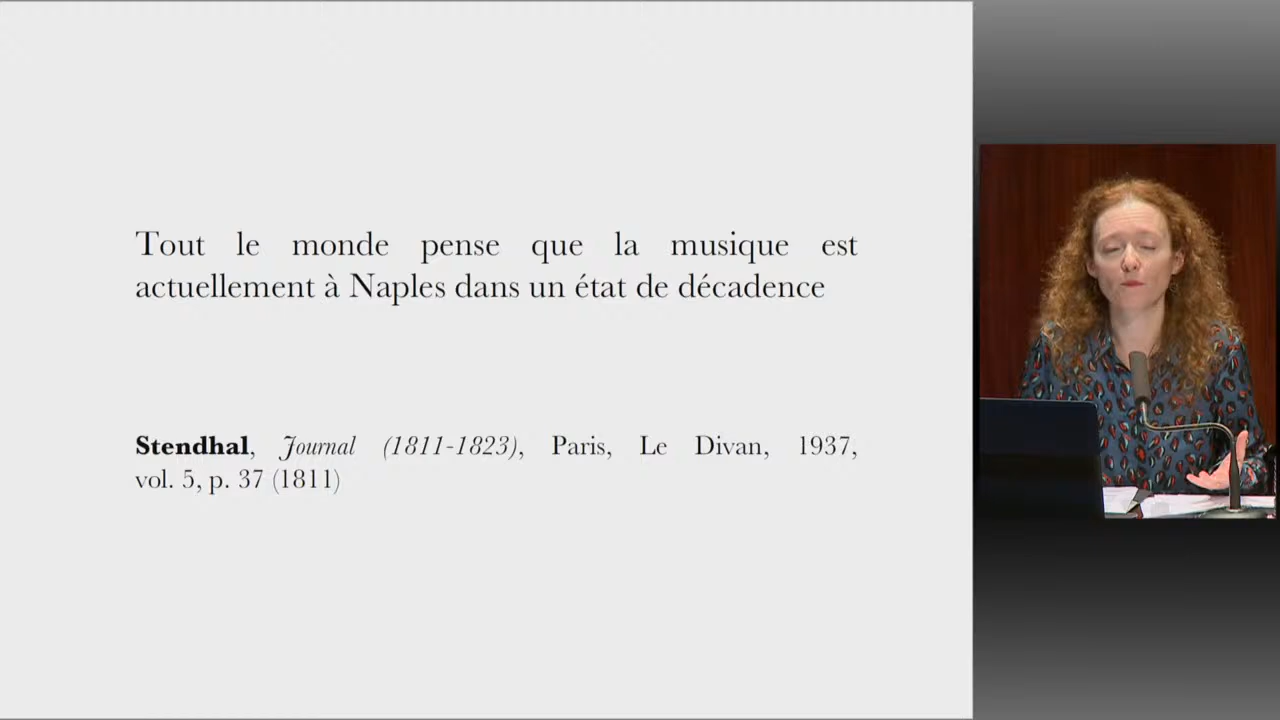 Tout le monde pense que la musique est
actuellement à Naples dans un état de décadence
Stendhal, Journal (1811-1823), Paris, Le Divan, 1937,
vol. 5, p. 37 (1811)